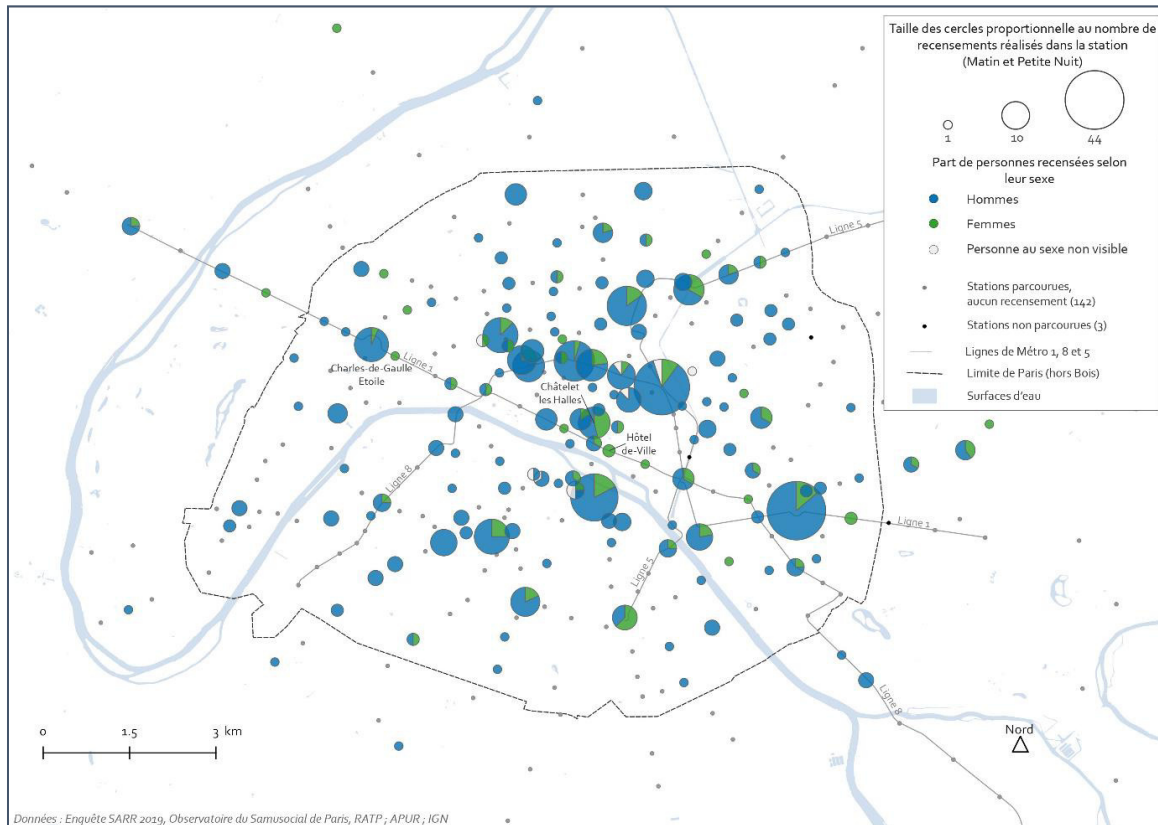 Taille des cercles proportionnelle au nombre de
recensements réalisés dans la station
(Matin et Petite Nuit)
1
10
44
Part de personnes recensées selon
leur sexe
Hommes
Femmes
Personne au sexe non visible
Stations parcourues,
aucun recensement (142)
Stations non parcourues (3)
Lignes de Métro 1, 8 et 5
Limite de Paris (hors Bois)
Surfaces d'eau
Ligne 5
Charles-de-Gaulle
Etoile
Ligne 1
Châtelet
les Halles
Hôtel
de-Ville
Ligne 8
Ligne 1
Ligne 5
Ligne 8
Nord
0
1.5
3 km
Données : Enquête SARR 2019, Observatoire du Samusocial de Paris, RATP ; APUR ; IGN